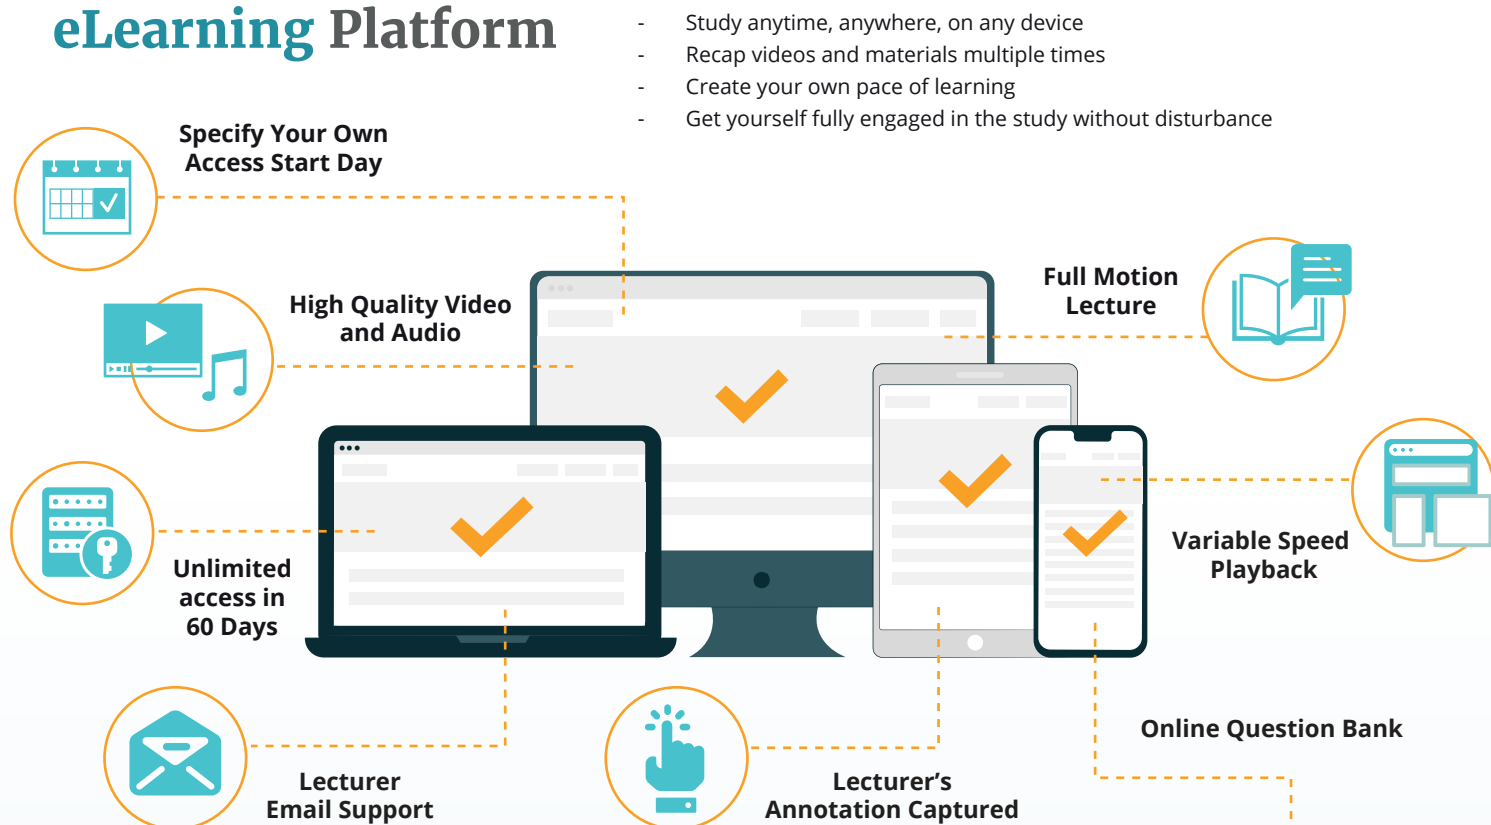 eLearning Platform
- Study anytime, anywhere, on any device
- Recap videos and materials multiple times
- Create your own pace of learning
- Get yourself fully engaged in the study without disturbance
Specify Your Own
Access Start Day
High Quality Video
and Audio
Full Motion
Lecture
Unlimited
access in
60 Days
Variable Speed
Playback
Lecturer
Email Support
Lecturer’s
Annotation Captured
Online Question Bank